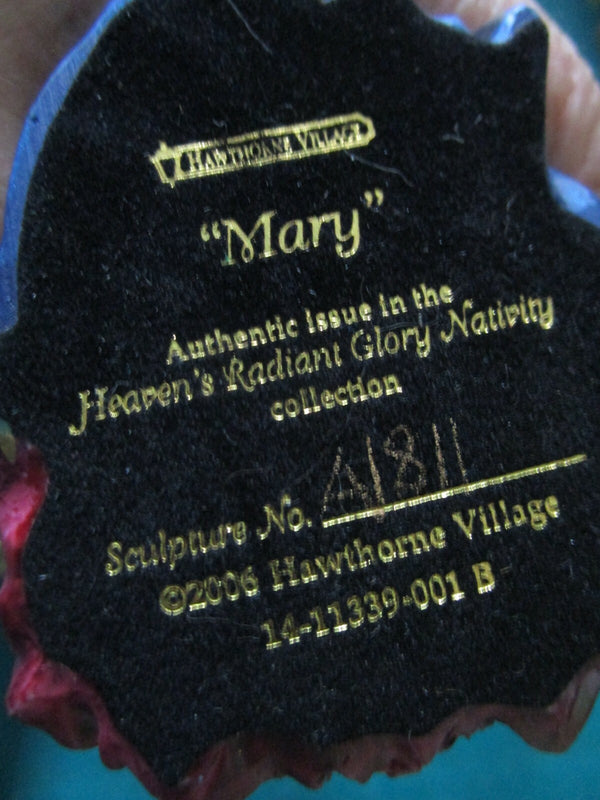 HAWTHORNE VILLAGE
“Mary”
Authentic issue in the
Heaven's Radiant Glory Nativity
collection
Sculpture No. A1811
©2006 Hawthorne Village
14-11339-001 B